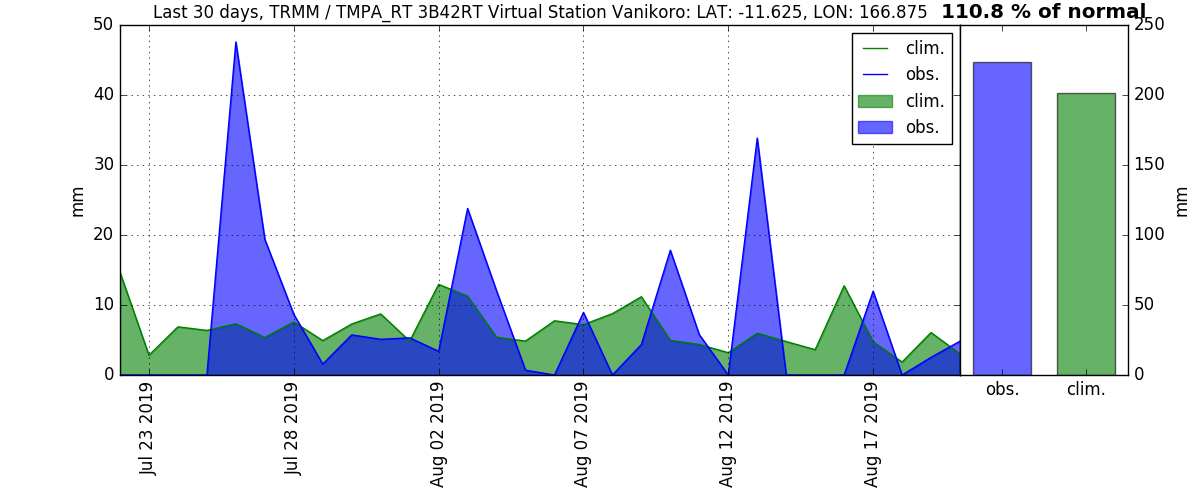 Last 30 days, TRMM / TMPA_RT 3B42RT Virtual Station Vanikoro: LAT: -11.625, LON: 166.875 110.8 % of normal
50
40
30
20
10
0
mm
clim.
obs.
clim.
obs.
Jul 23 2019
Jul 28 2019
Aug 02 2019
Aug 07 2019
Aug 12 2019
Aug 17 2019
250
200
150
100
50
0
mm
obs. clim.